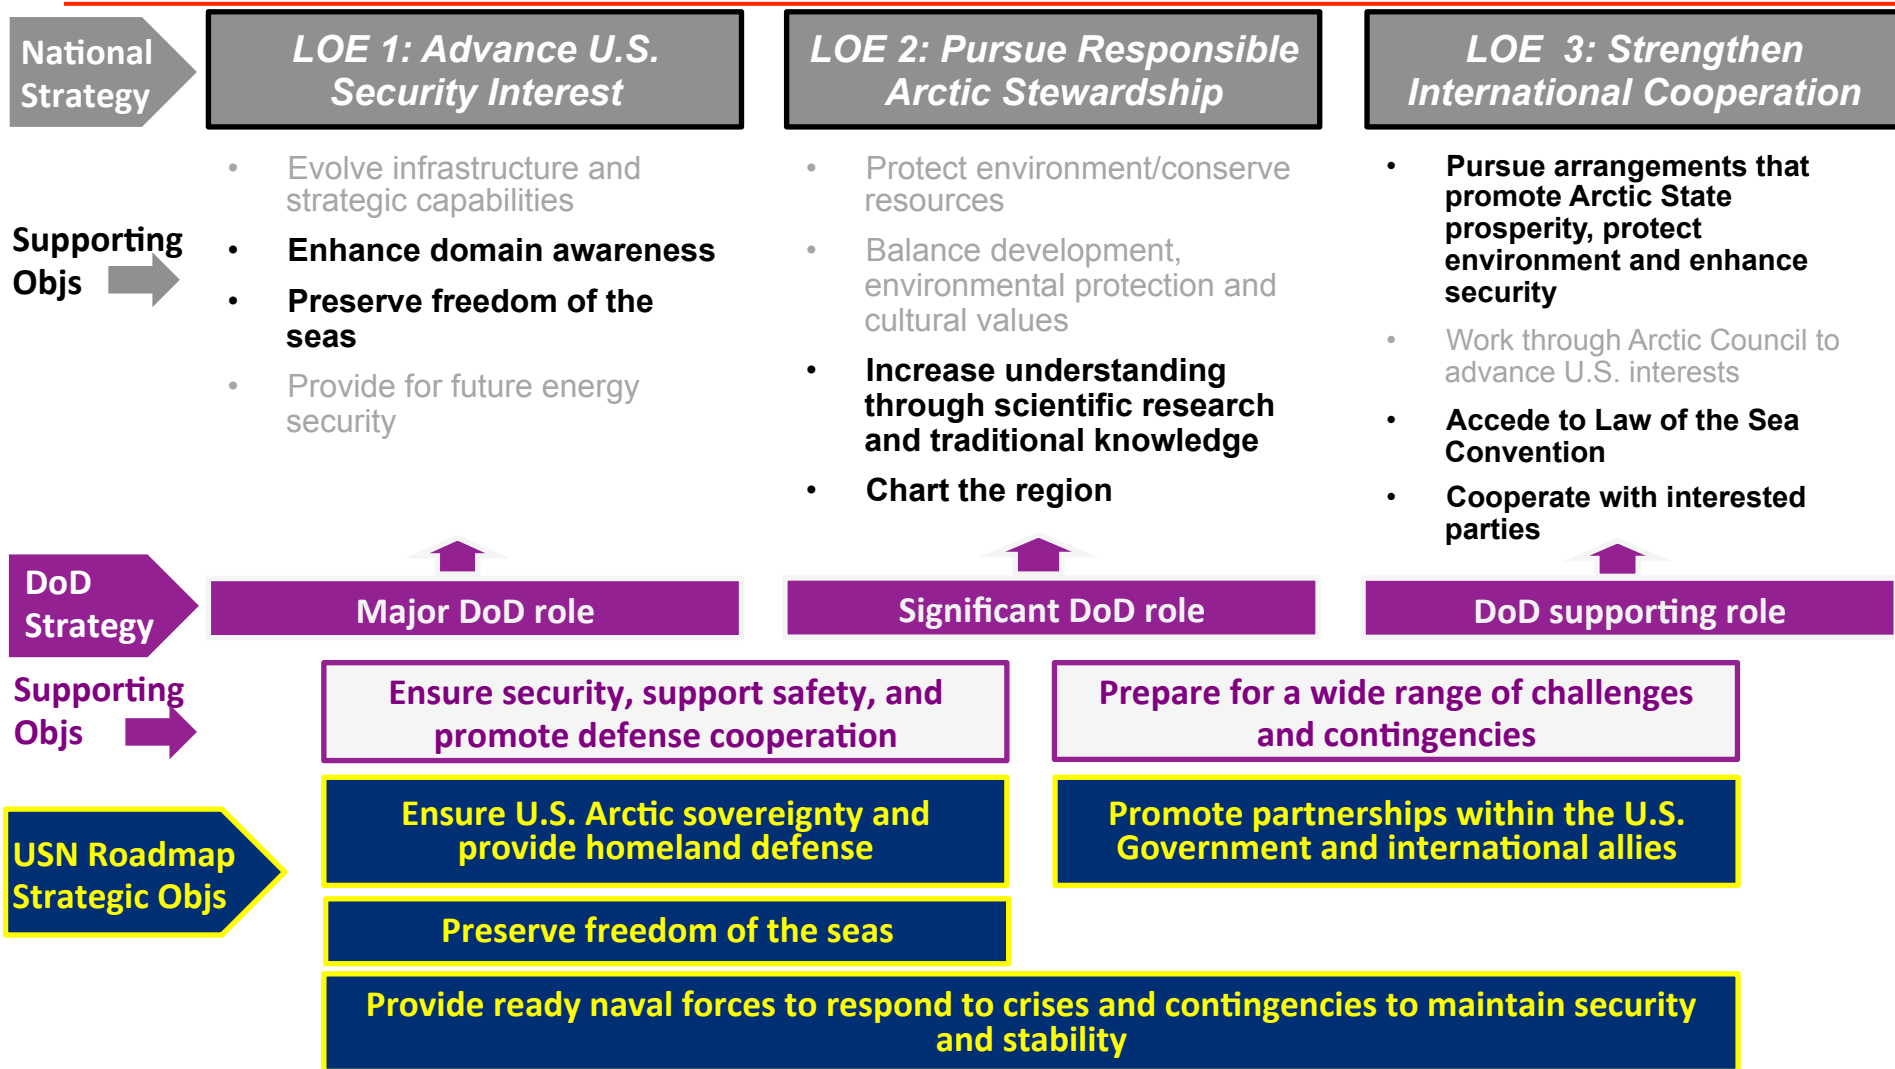 National
Strategy
LOE 1: Advance U.S.
Security Interest
LOE 2: Pursue Responsible
Arctic Stewardship
LOE 3: Strengthen
International Cooperation
Supporting
Objs
• Evolve infrastructure and
strategic capabilities
• Enhance domain awareness
• Preserve freedom of the
seas
• Provide for future energy
security
• Protect environment/conserve
resources
• Balance development,
environmental protection and
cultural values
• Increase understanding
through scientific research
and traditional knowledge
• Chart the region
• Pursue arrangements that
promote Arctic State
prosperity, protect
environment and enhance
security
• Work through Arctic Council to
advance U.S. interests
• Accede to Law of the Sea
Convention
• Cooperate with interested
parties
DoD
Strategy
Major DoD role
Significant DoD role
DoD supporting role
Supporting
Objs
Ensure security, support safety, and
promote defense cooperation
Prepare for a wide range of challenges
and contingencies
USN Roadmap
Strategic Objs
Ensure U.S. Arctic sovereignty and
provide homeland defense
Promote partnerships within the U.S.
Government and international allies
Preserve freedom of the seas
Provide ready naval forces to respond to crises and contingencies to maintain security
and stability